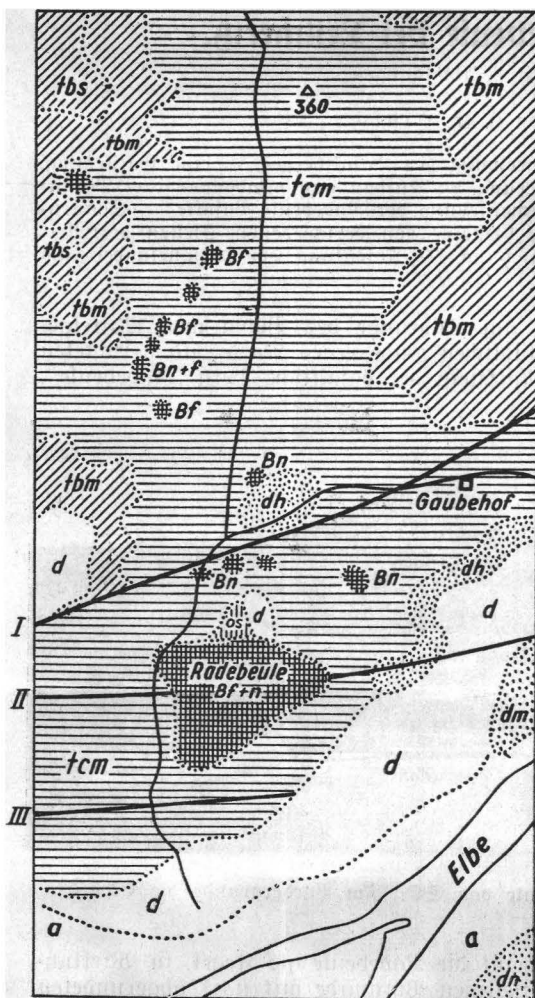 tbs
tbm
360
tbm
tcm
tbs
Bf
tbm
Bf
tbm
Bn+f
Bf
tbm
Bn
dh
Gaubehof
d
Bn
Bn
dh
d
I
os
d
Radebeule
Bf+n
II
dm
tcm
d
III
Elbe
d
a
a